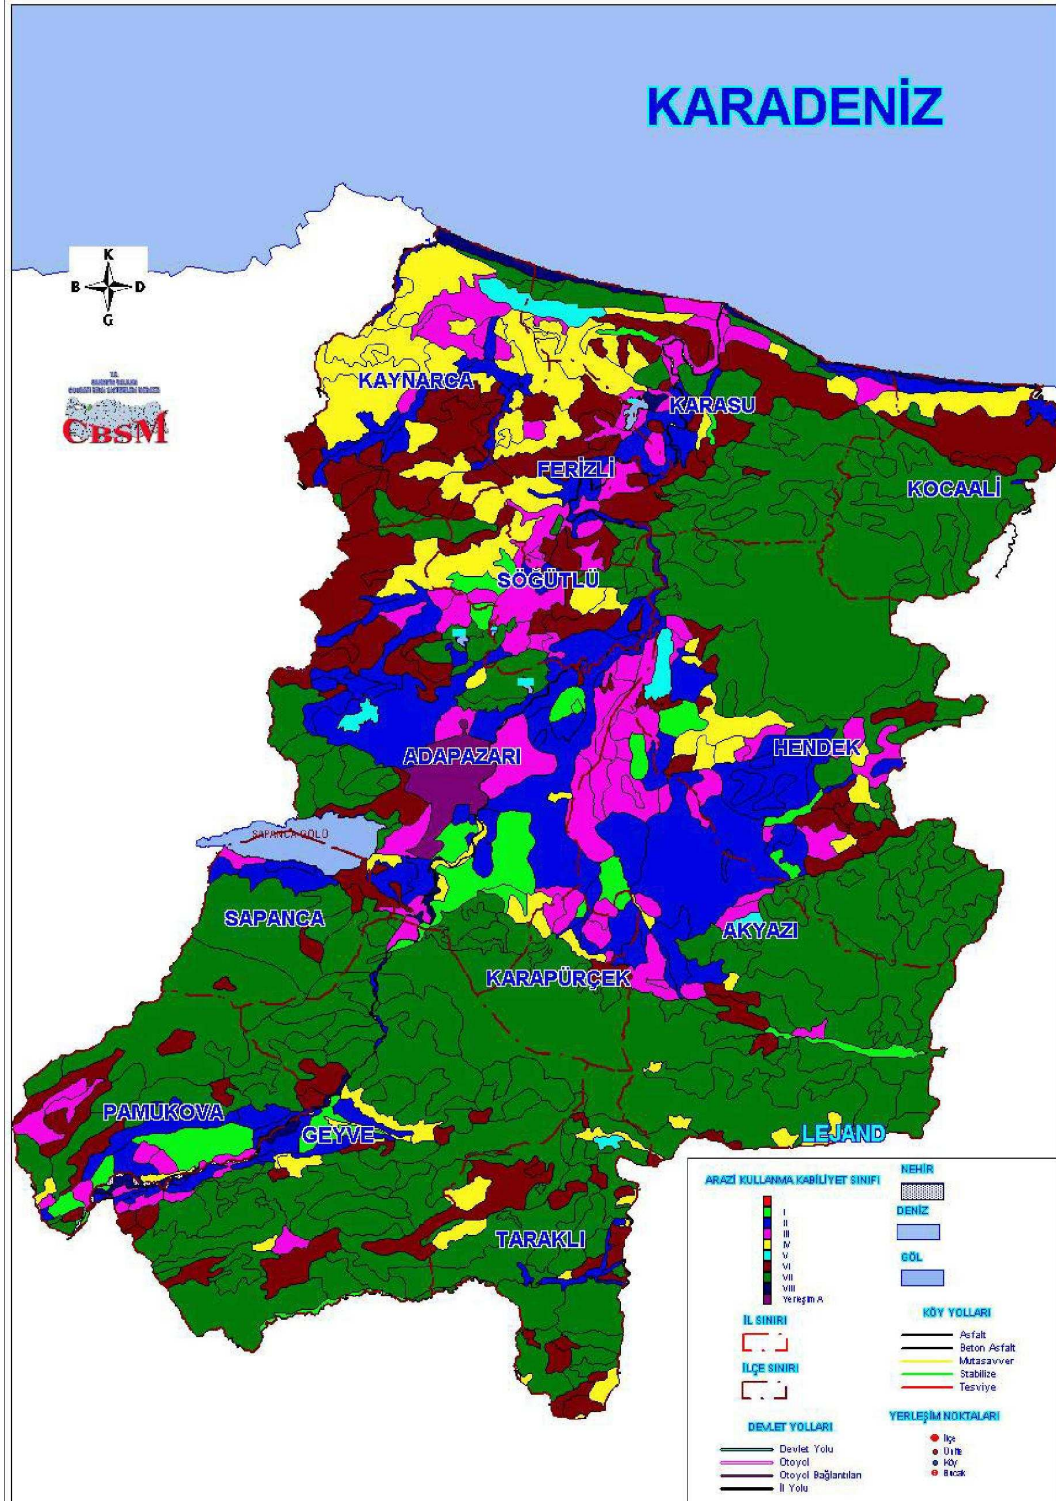 KARADENİZ
K
B D
G
CBSM
KAYNARCA
KARASU
FERİZLİ
KOCAALİ
SÖĞÜTLÜ
ADAPAZARI
HENDEK
SAPANCA GÖLÜ
SAPANCA
AKYAZI
KARAPÜRÇEK
PAMUKOVA
GEYVE
TARAKLI
LEJAND
ARAZİ KULLANMA KABİLİYET SINIFI
I
II
III
IV
V
VI
VII
VIII
Yerleşim A
NEHİR
DENİZ
GÖL
İL SINIRI
İLÇE SINIRI
KÖY YOLLARI
Asfalt
Beton Asfalt
Mutasavver
Stabilize
Tesviye
DEVLET YOLLARI
Devlet Yolu
Otoyol
Otoyol Bağlantıları
İl Yolu
YERLEŞİM NOKTALARI
İlçe
Köy
Bucak